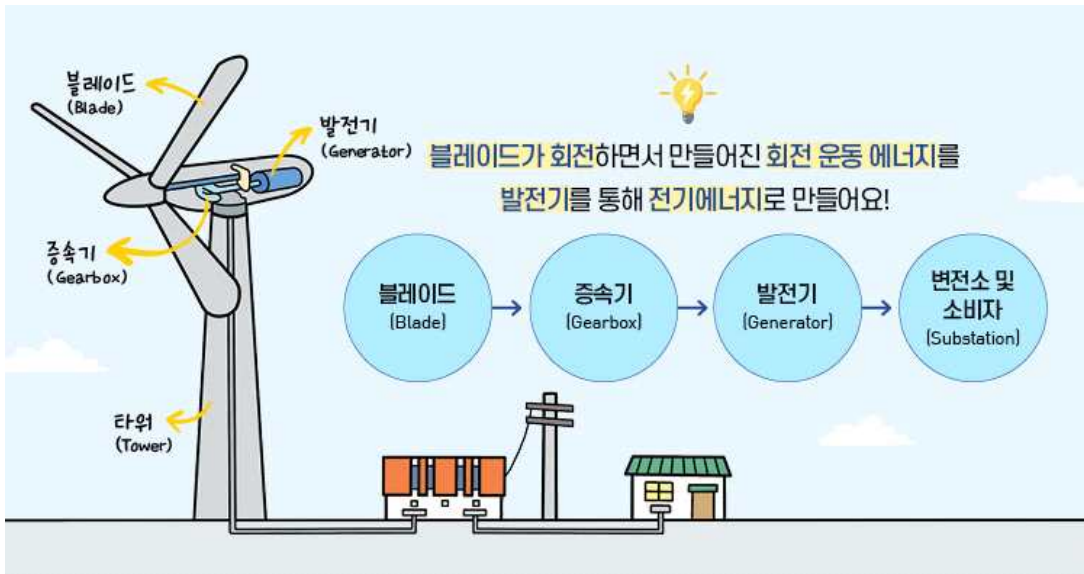 블레이드
(Blade)
발전기
(Generator)
증속기
(Gearbox)
타워
(Tower)
블레이드가 회전하면서 만들어진 회전 운동 에너지를
발전기를 통해 전기에너지로 만들어요!
블레이드
(Blade)
증속기
(Gearbox)
발전기
(Generator)
변전소 및
소비자
(Substation)